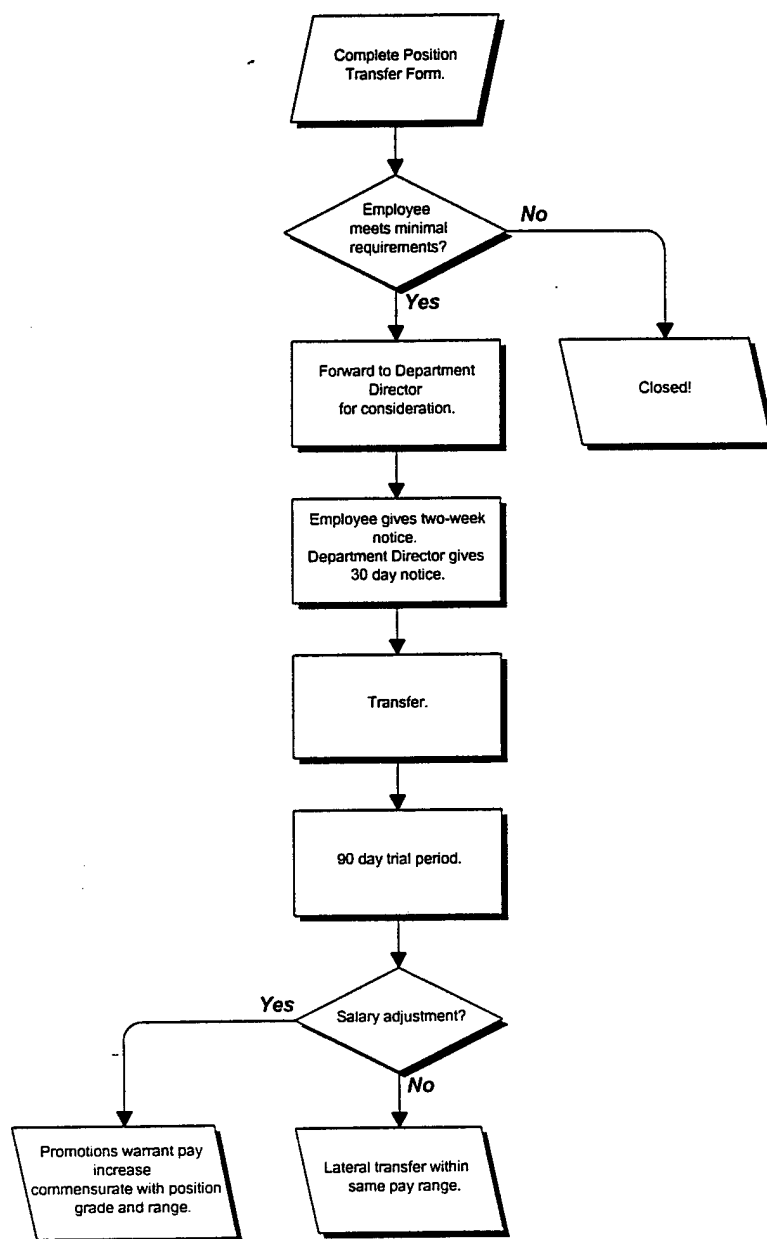 Complete Position
Transfer Form.
Employee
meets minimal
requirements?
No
Yes
Forward to Department
Director
for consideration.
Closed!
Employee gives two-week
notice.
Department Director gives
30 day notice.
Transfer.
90 day trial period.
Yes
Salary adjustment?
No
Promotions warrant pay
increase
commensurate with position
grade and range.
Lateral transfer within
same pay range.